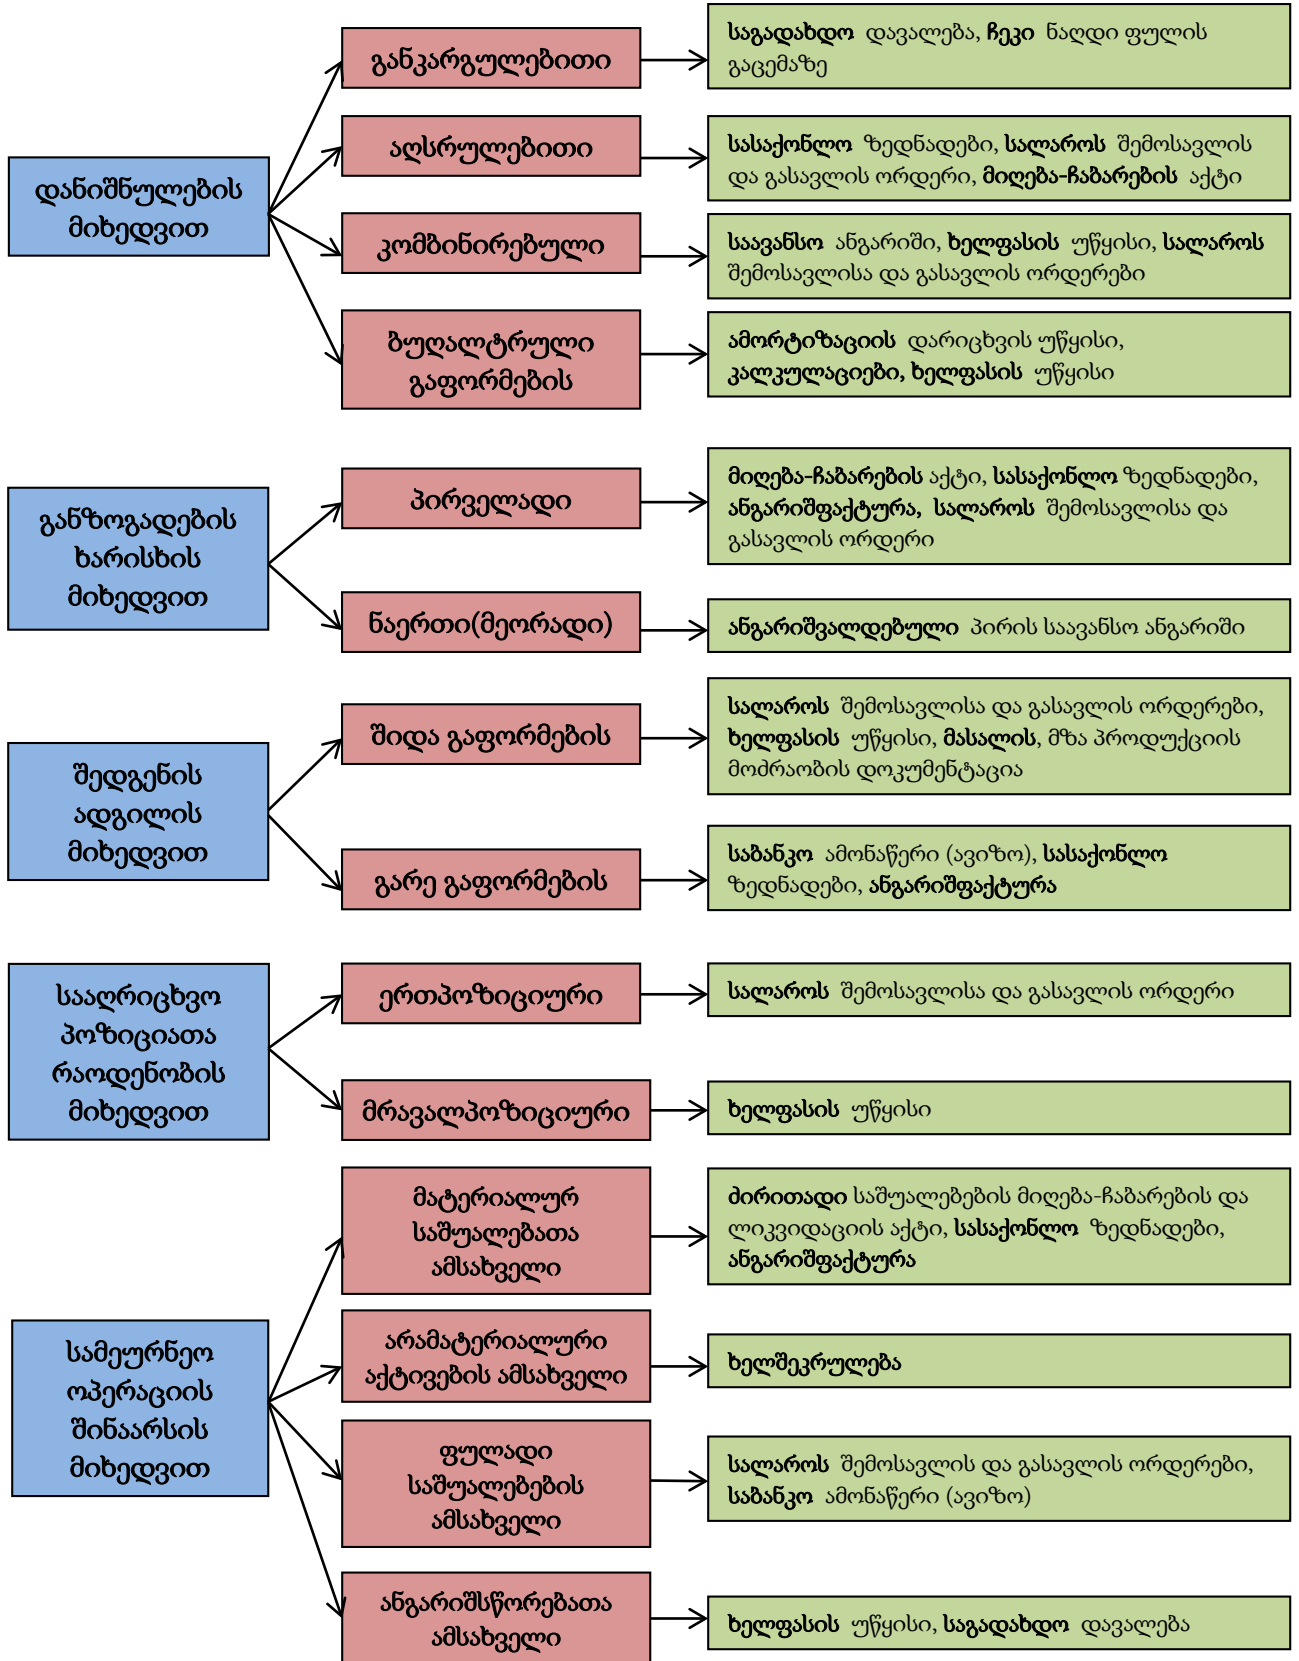 დანიშნულების
მიხედვით
განკარგულებითი
საგადახდო დავალება, ჩეკი ნაღდი ფულის
გაცემაზე
აღსრულებითი
სასაქონლო ზედნადები, სალაროს შემოსავლის
და გასავლის ორდერი, მიღება-ჩაბარების აქტი
კომბინირებული
საავანსო ანგარიში, ხელფასის უწყისი, სალაროს
შემოსავლისა და გასავლის ორდერები
ბუღალტრული
გაფორმების
ამორტიზაციის დარიცხვის უწყისი,
კალკულაციები, ხელფასის უწყისი
განზოგადების
ხარისხის
მიხედვით
პირველადი
მიღება-ჩაბარების აქტი, სასაქონლო ზედნადები,
ანგარიშფაქტურა, სალაროს შემოსავლისა და
გასავლის ორდერი
ნაერთი(მეორადი)
ანგარიშვალდებული პირის საავანსო ანგარიში
შედგენის
ადგილის
მიხედვით
შიდა გაფორმების
სალაროს შემოსავლისა და გასავლის ორდერები,
ხელფასის უწყისი, მასალის, მზა პროდუქციის
მოძრაობის დოკუმენტაცია
გარე გაფორმების
საბანკო ამონაწერი (ავიზო), სასაქონლო
ზედნადები, ანგარიშფაქტურა
სააღრიცხვო
პოზიციათა
რაოდენობის
მიხედვით
ერთპოზიციური
სალაროს შემოსავლისა და გასავლის ორდერი
მრავალპოზიციური
ხელფასის უწყისი
სამეურნეო
ოპერაციის
შინაარსის
მიხედვით
მატერიალურ
საშუალებათა
ამსახველი
ძირითადი საშუალებების მიღება-ჩაბარების და
ლიკვიდაციის აქტი, სასაქონლო ზედნადები,
ანგარიშფაქტურა
არამატერიალური
აქტივების ამსახველი
ხელშეკრულება
ფულადი
საშუალებების
ამსახველი
სალაროს შემოსავლის და გასავლის ორდერები,
საბანკო ამონაწერი (ავიზო)
ანგარიშსწორებათა
ამსახველი
ხელფასის უწყისი, საგადახდო დავალება